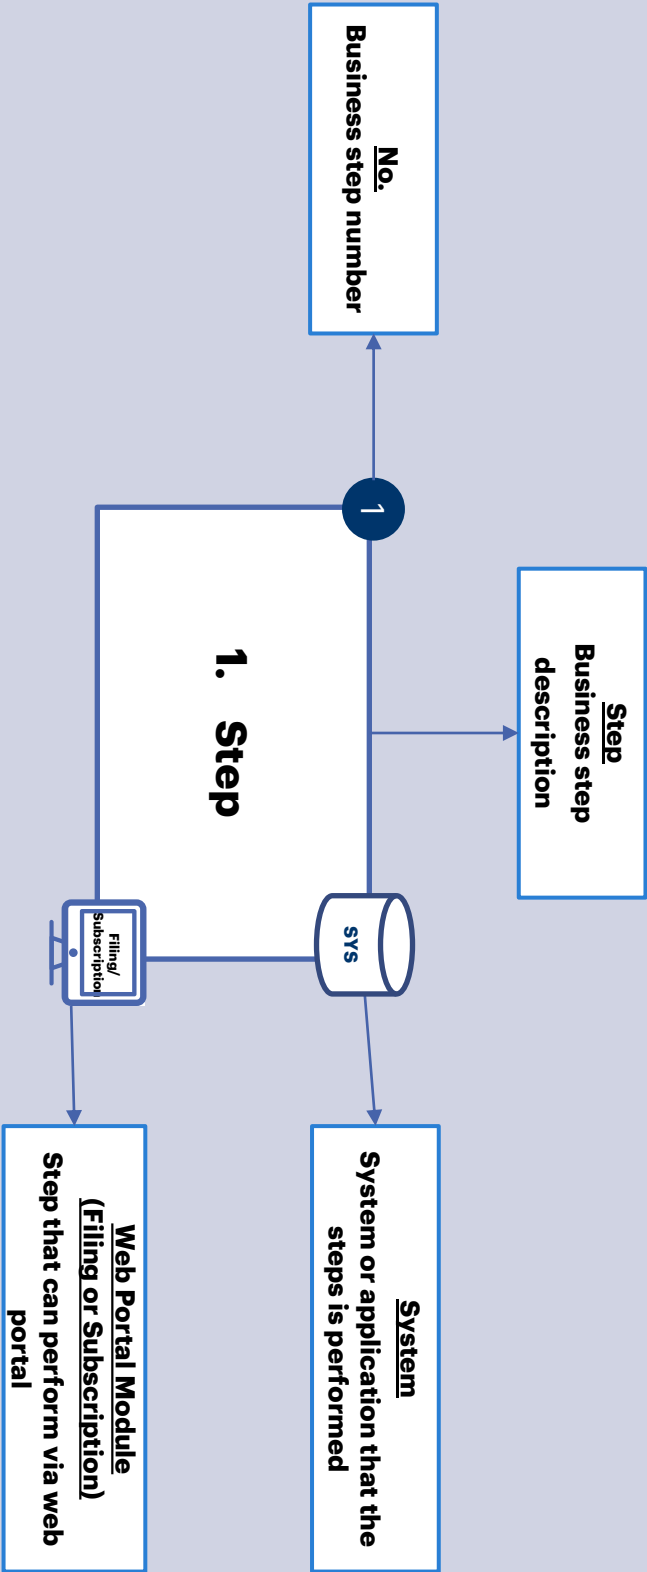 Step
Business step
description
No.
Business step number
1
SYS
System
System or application that the
steps is performed
1. Step
Filing/
Subscription
Web Portal Module
(Filing or Subscription)
Step that can perform via web
portal